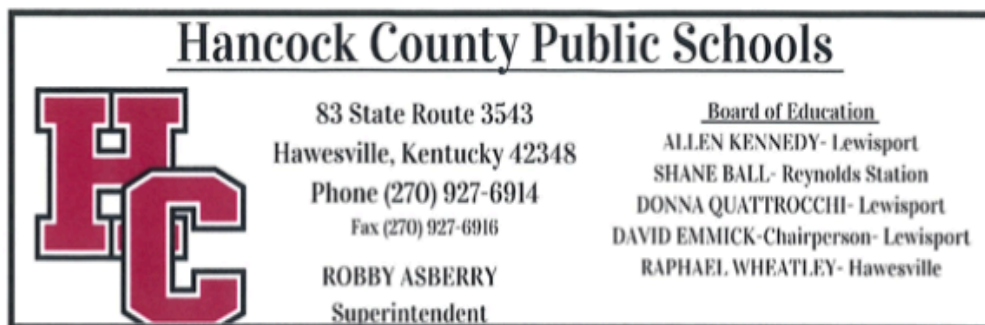 Hancock County Public Schools
HC
83 State Route 3543
Hawesville, Kentucky 42348
Phone (270) 927-6914
Fax (270) 927-6916
ROBBY ASBERRY
Superintendent
Board of Education
ALLEN KENNEDY- Lewisport
SHANE BALL- Reynolds Station
DONNA QUATTROCCHI- Lewisport
DAVID EMMICK-Chairperson- Lewisport
RAPHAEL WHEATLEY- Hawesville